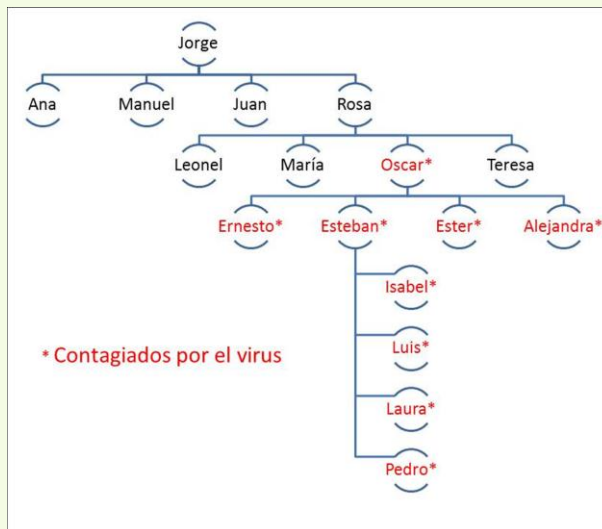 Jorge
Ana Manuel Juan Rosa
Leonel María Oscar* Teresa
Ernesto* Esteban* Ester* Alejandra*
Isabel*
Luis*
* Contagiados por el virus
Laura*
Pedro*